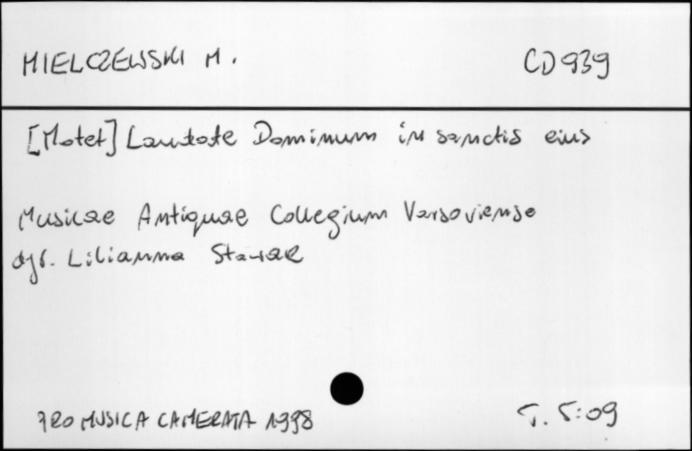 MIELCZEWSKI M. CD 939
[Motet] Laudate Dominum in sanctis eius
Musicae Antiquae Collegium Varsoviense
dyr. Lilianna Stawarz
PRO MUSICA CAMERATA 1998 T. 5:09